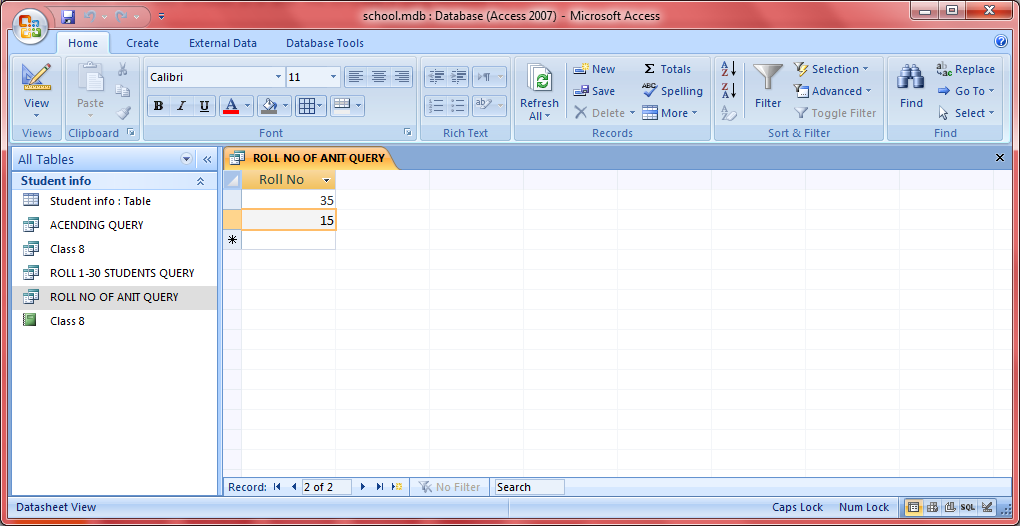 school.mdb : Database (Access 2007) - Microsoft Access
Home Create External Data Database Tools
View
Views
Paste
Clipboard
Calibri 11
B I U A
Font
Rich Text
Refresh All
New
Save
Delete
Σ Totals
ABC Spelling
More
Records
Filter
Selection
Advanced
Toggle Filter
Sort & Filter
Find
Replace
Go To
Select
Find
All Tables
Student info
Student info : Table
ACENDING QUERY
Class 8
ROLL 1-30 STUDENTS QUERY
ROLL NO OF ANIT QUERY
Class 8
ROLL NO OF ANIT QUERY
Roll No
35
15
Record: 2 of 2 No Filter Search
Datasheet View Caps Lock Num Lock SQL